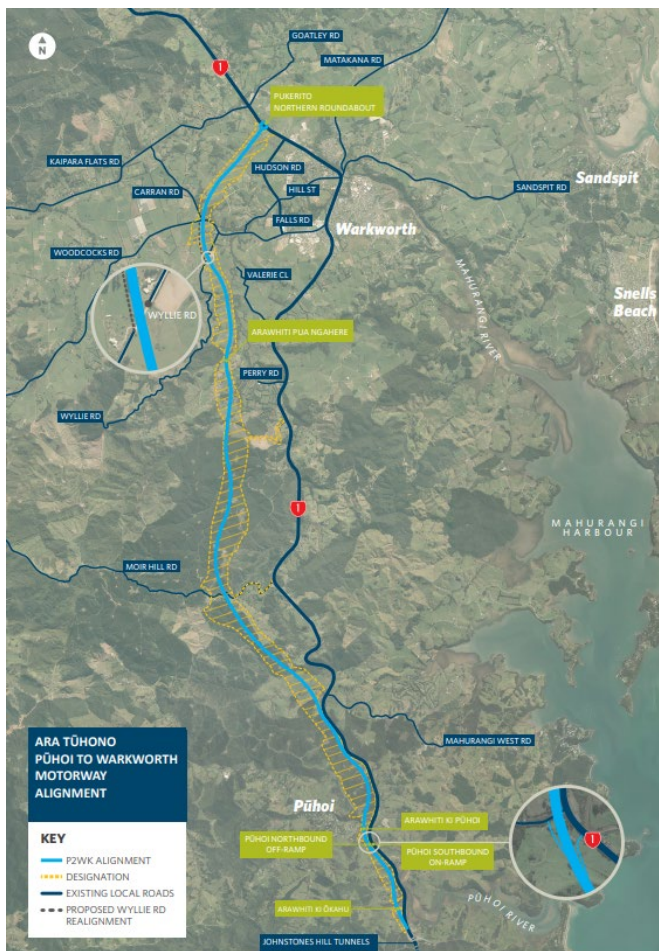 N
GOATLEY RD
MATAKANA RD
1
PUKERITO
NORTHERN ROUNDABOUT
KAIPARA FLATS RD
HUDSON RD
HILL ST
CARRAN RD
SANDSPIT RD
Sandspit
FALLS RD
Warkworth
WOODCOCKS RD
VALERIE CL
MAHURANGI RIVER
Snells
Beach
WYLLIE RD
ARAWHITI PUA NGAHERE
PERRY RD
WYLLIE RD
1
MAHURANGI
HARBOUR
MOIR HILL RD
MAHURANGI WEST RD
ARA TŪHONO
PŪHOI TO WARKWORTH
MOTORWAY
ALIGNMENT
KEY
P2WK ALIGNMENT
DESIGNATION
EXISTING LOCAL ROADS
PROPOSED WYLLIE RD
REALIGNMENT
Pūhoi
ARAWHITI KI PŪHOI
PŪHOI NORTHBOUND
OFF-RAMP
PŪHOI SOUTHBOUND
ON-RAMP
1
ARAWHITI KI ŌKAHU
PŪHOI RIVER
JOHNSTONES HILL TUNNELS